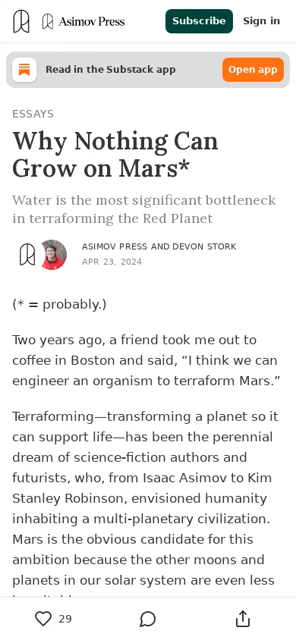 Asimov Press
Subscribe
Sign in
Read in the Substack app
Open app
ESSAYS
Why Nothing Can
Grow on Mars*
Water is the most significant bottleneck
in terraforming the Red Planet
ASIMOV PRESS AND DEVON STORK
APR 23, 2024
(* = probably.)
Two years ago, a friend took me out to
coffee in Boston and said, “I think we can
engineer an organism to terraform Mars.”
Terraforming—transforming a planet so it
can support life—has been the perennial
dream of science-fiction authors and
futurists, who, from Isaac Asimov to Kim
Stanley Robinson, envisioned humanity
inhabiting a multi-planetary civilization.
Mars is the obvious candidate for this
ambition because the other moons and
planets in our solar system are even less
29